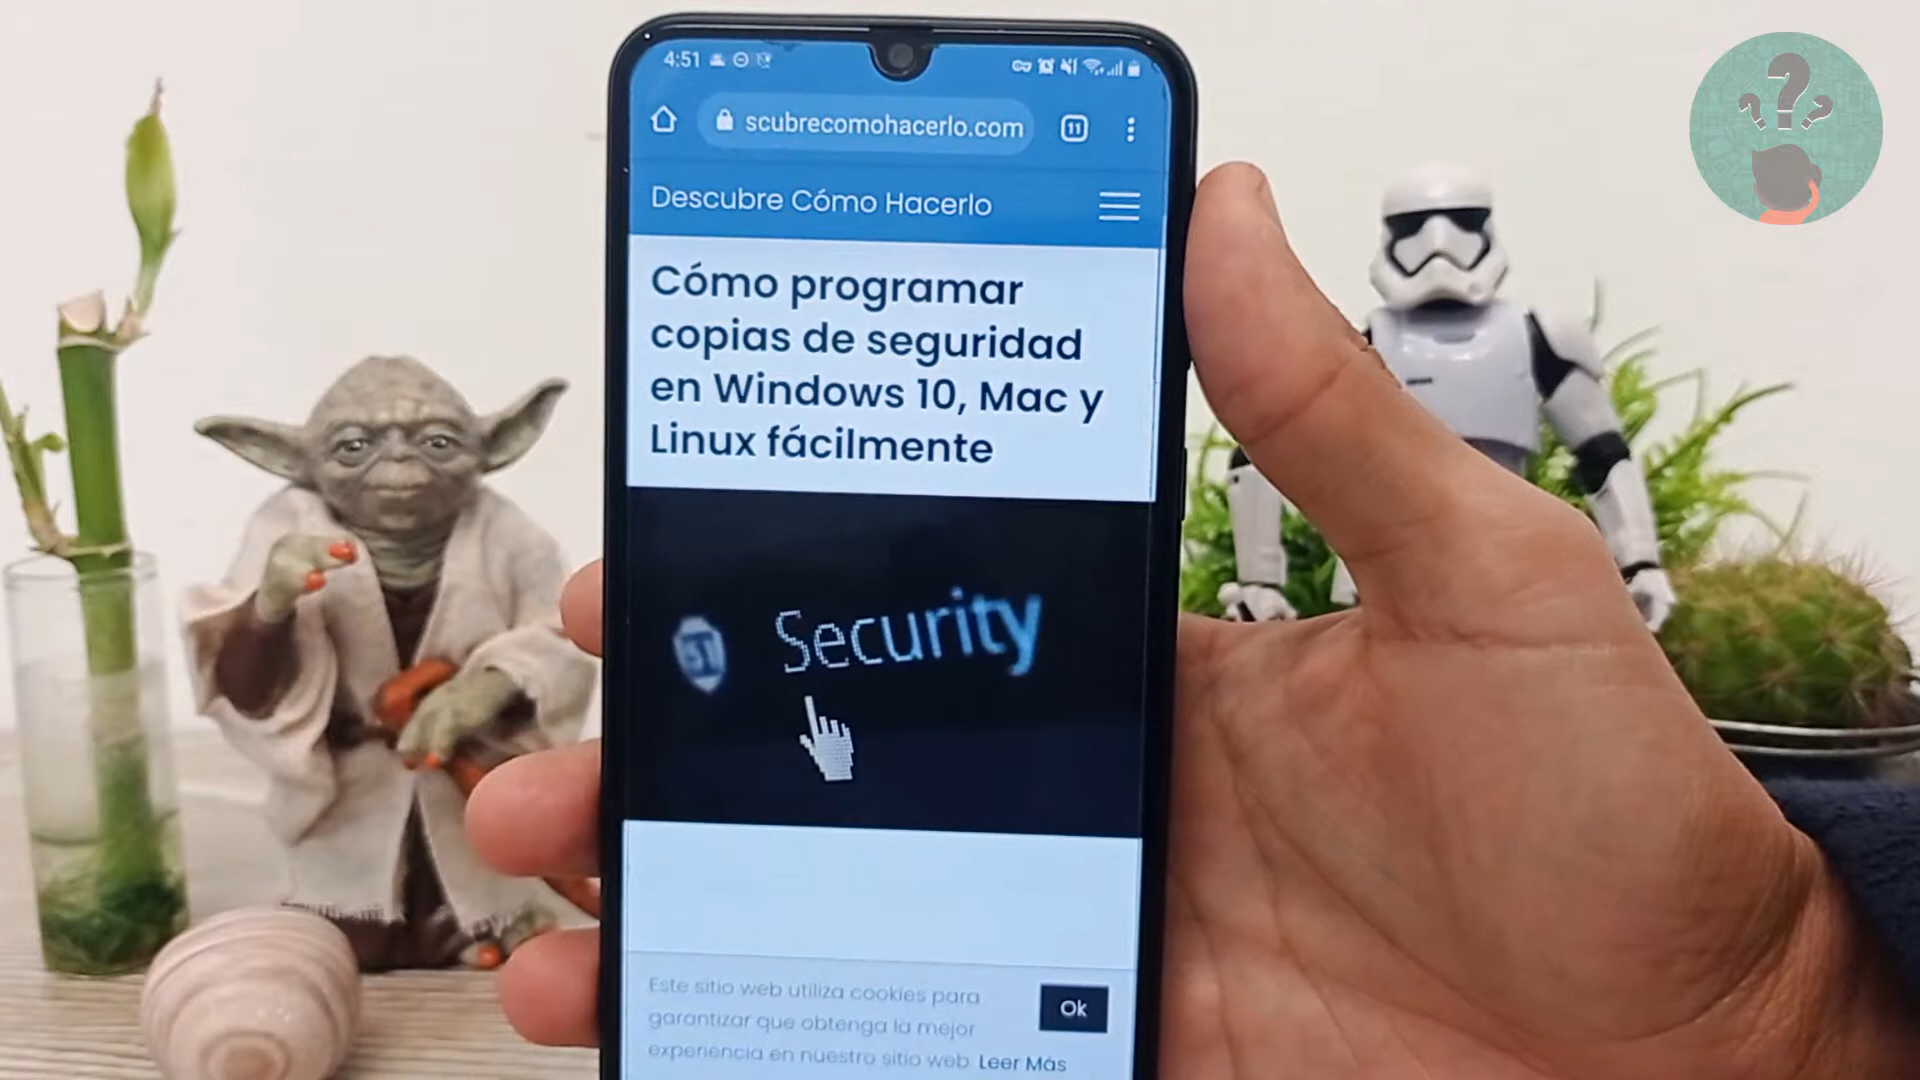 4:51
scubrecomohacerlo.com
11
Descubre Cómo Hacerlo
Cómo programar
copias de seguridad
en Windows 10, Mac y
Linux fácilmente
Security
Este sitio web utiliza cookies para
garantizar que obtenga la mejor
experiencia en nuestro sitio web. Leer Más
Ok